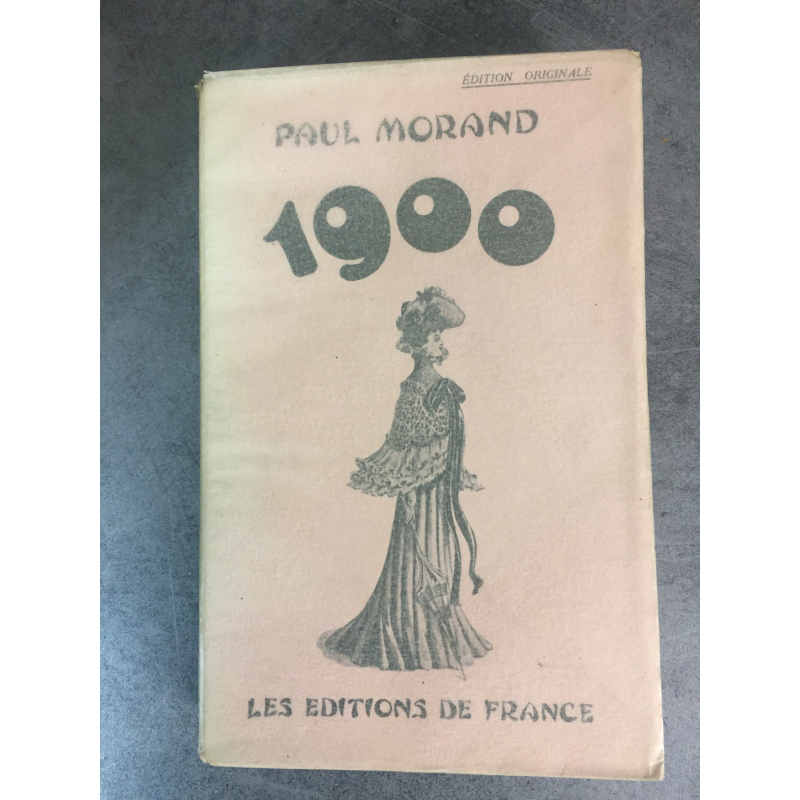 ÉDITION ORIGINALE
PAUL MORAND
1900
LES EDITIONS DE FRANCE